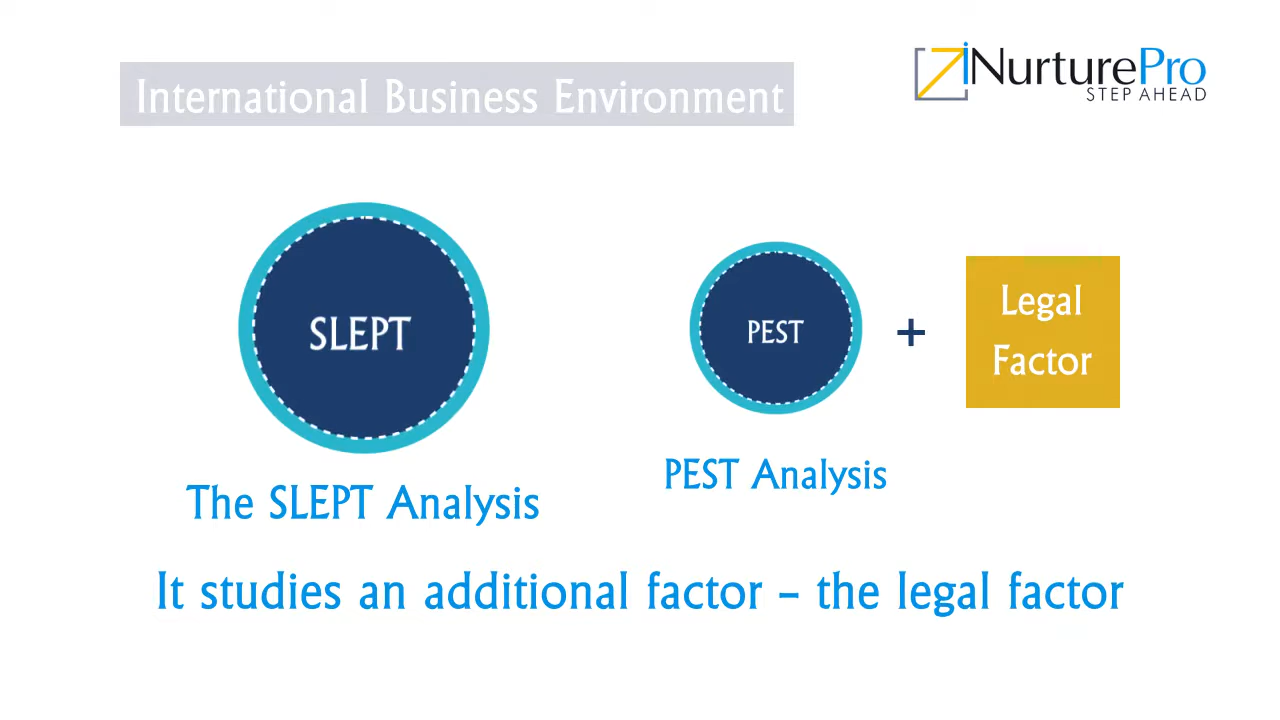 International Business Environment
iNurturePro
STEP AHEAD
SLEPT
PEST
+
Legal
Factor
The SLEPT Analysis
PEST Analysis
It studies an additional factor – the legal factor